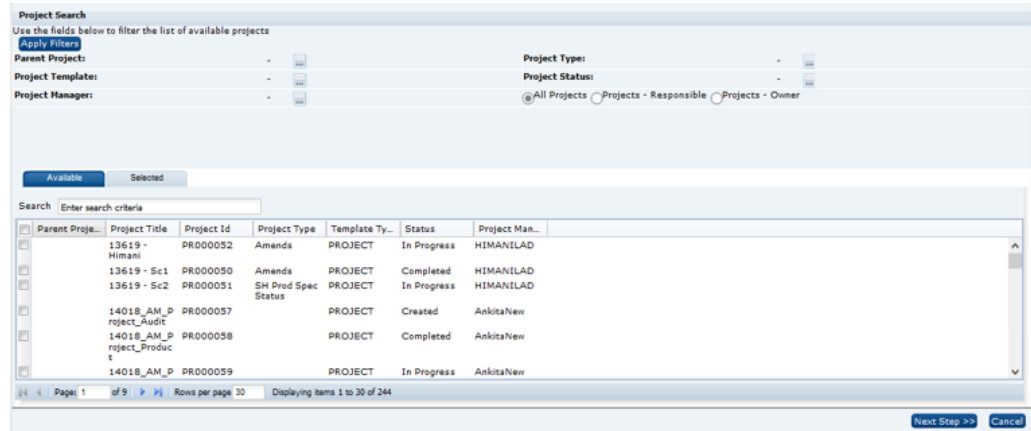 Project Search
Use the fields below to filter the list of available projects
Apply Filters
Parent Project: - ... Project Type: - ...
Project Template: - ... Project Status: - ...
Project Manager: - ... All Projects Projects - Responsible Projects - Owner
Available Selected
Search Enter search criteria
Parent Proje... Project Title Project Id Project Type Template Ty... Status Project Man...
13619 - PR000052 Amends PROJECT In Progress HIMANILAD
Himani
13619 - Sc1 PR000050 Amends PROJECT Completed HIMANILAD
13619 - Sc2 PR000051 SH Prod Spec PROJECT In Progress HIMANILAD
Status
14018_AM_P PR000057 PROJECT Created AnkitaNew
roject_Audit
14018_AM_P PR000058 PROJECT Completed AnkitaNew
roject_Produc
t
14018_AM_P PR000059 PROJECT In Progress AnkitaNew
Page: 1 of 9 Rows per page 30 Displaying items 1 to 30 of 244
Next Step >> Cancel